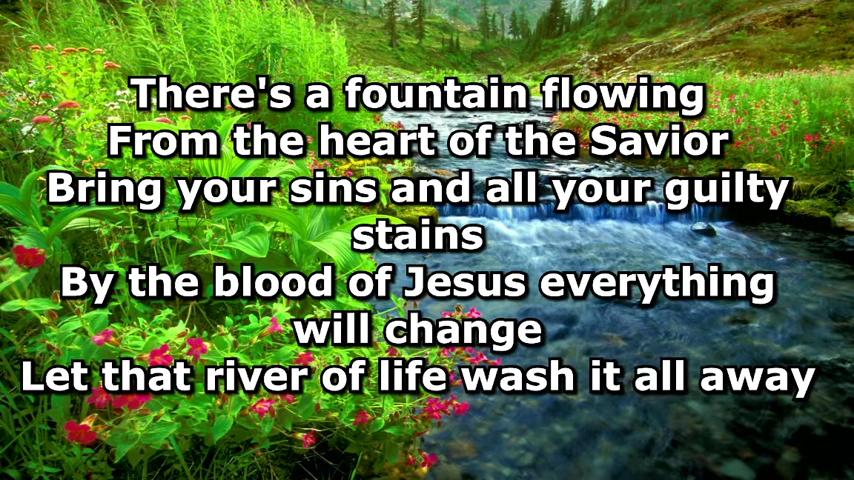 There's a fountain flowing
From the heart of the Savior
Bring your sins and all your guilty
stains
By the blood of Jesus everything
will change
Let that river of life wash it all away